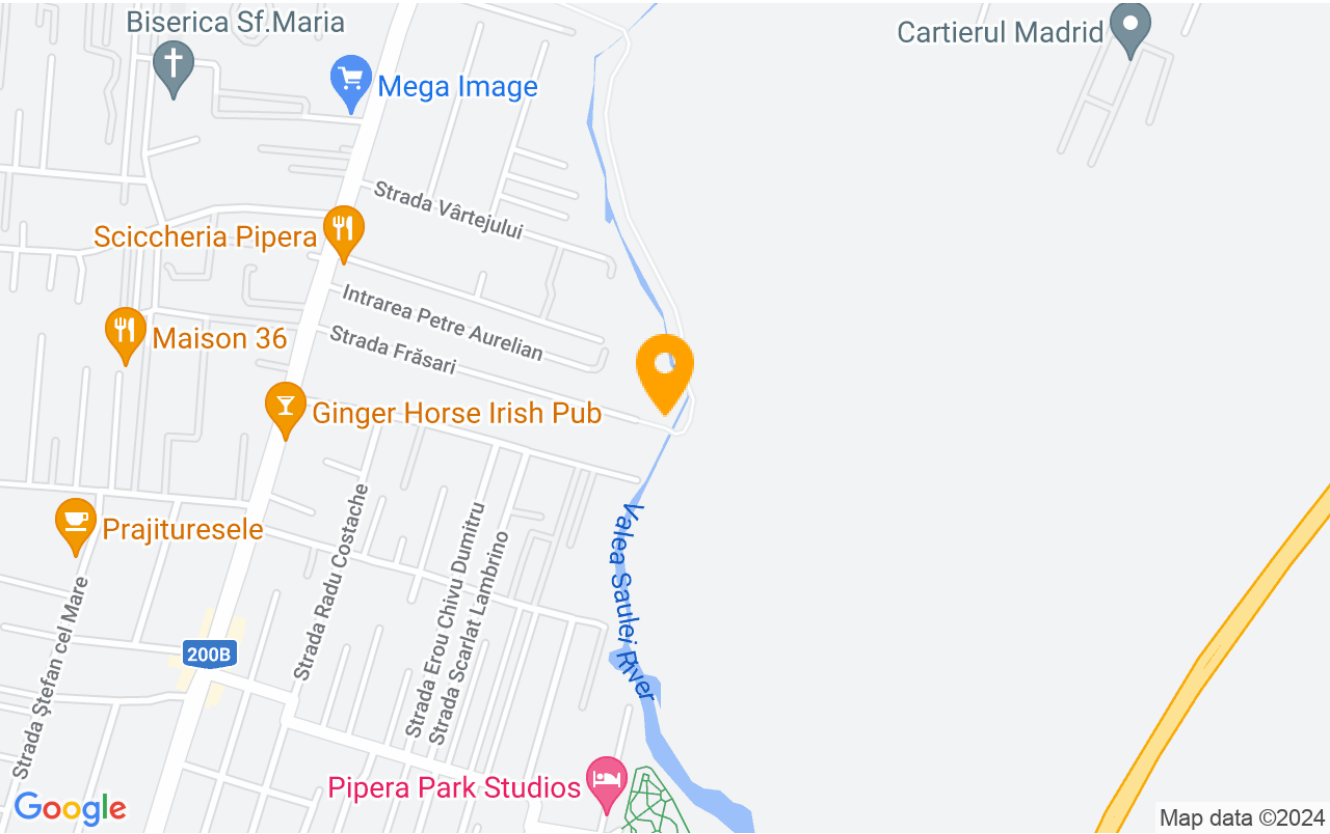 Biserica Sf.Maria
Cartierul Madrid
Mega Image
Strada Vârtejului
Sciccheria Pipera
Intrarea Petre Aurelian
Maison 36
Strada Frăsari
Ginger Horse Irish Pub
Prajituresele
Strada Radu Costache
Strada Erou Chivu Dumitru
Strada Scarlat Lambrino
Valea Saulei River
Strada Ștefan cel Mare
200B
Pipera Park Studios
Google
Map data ©2024